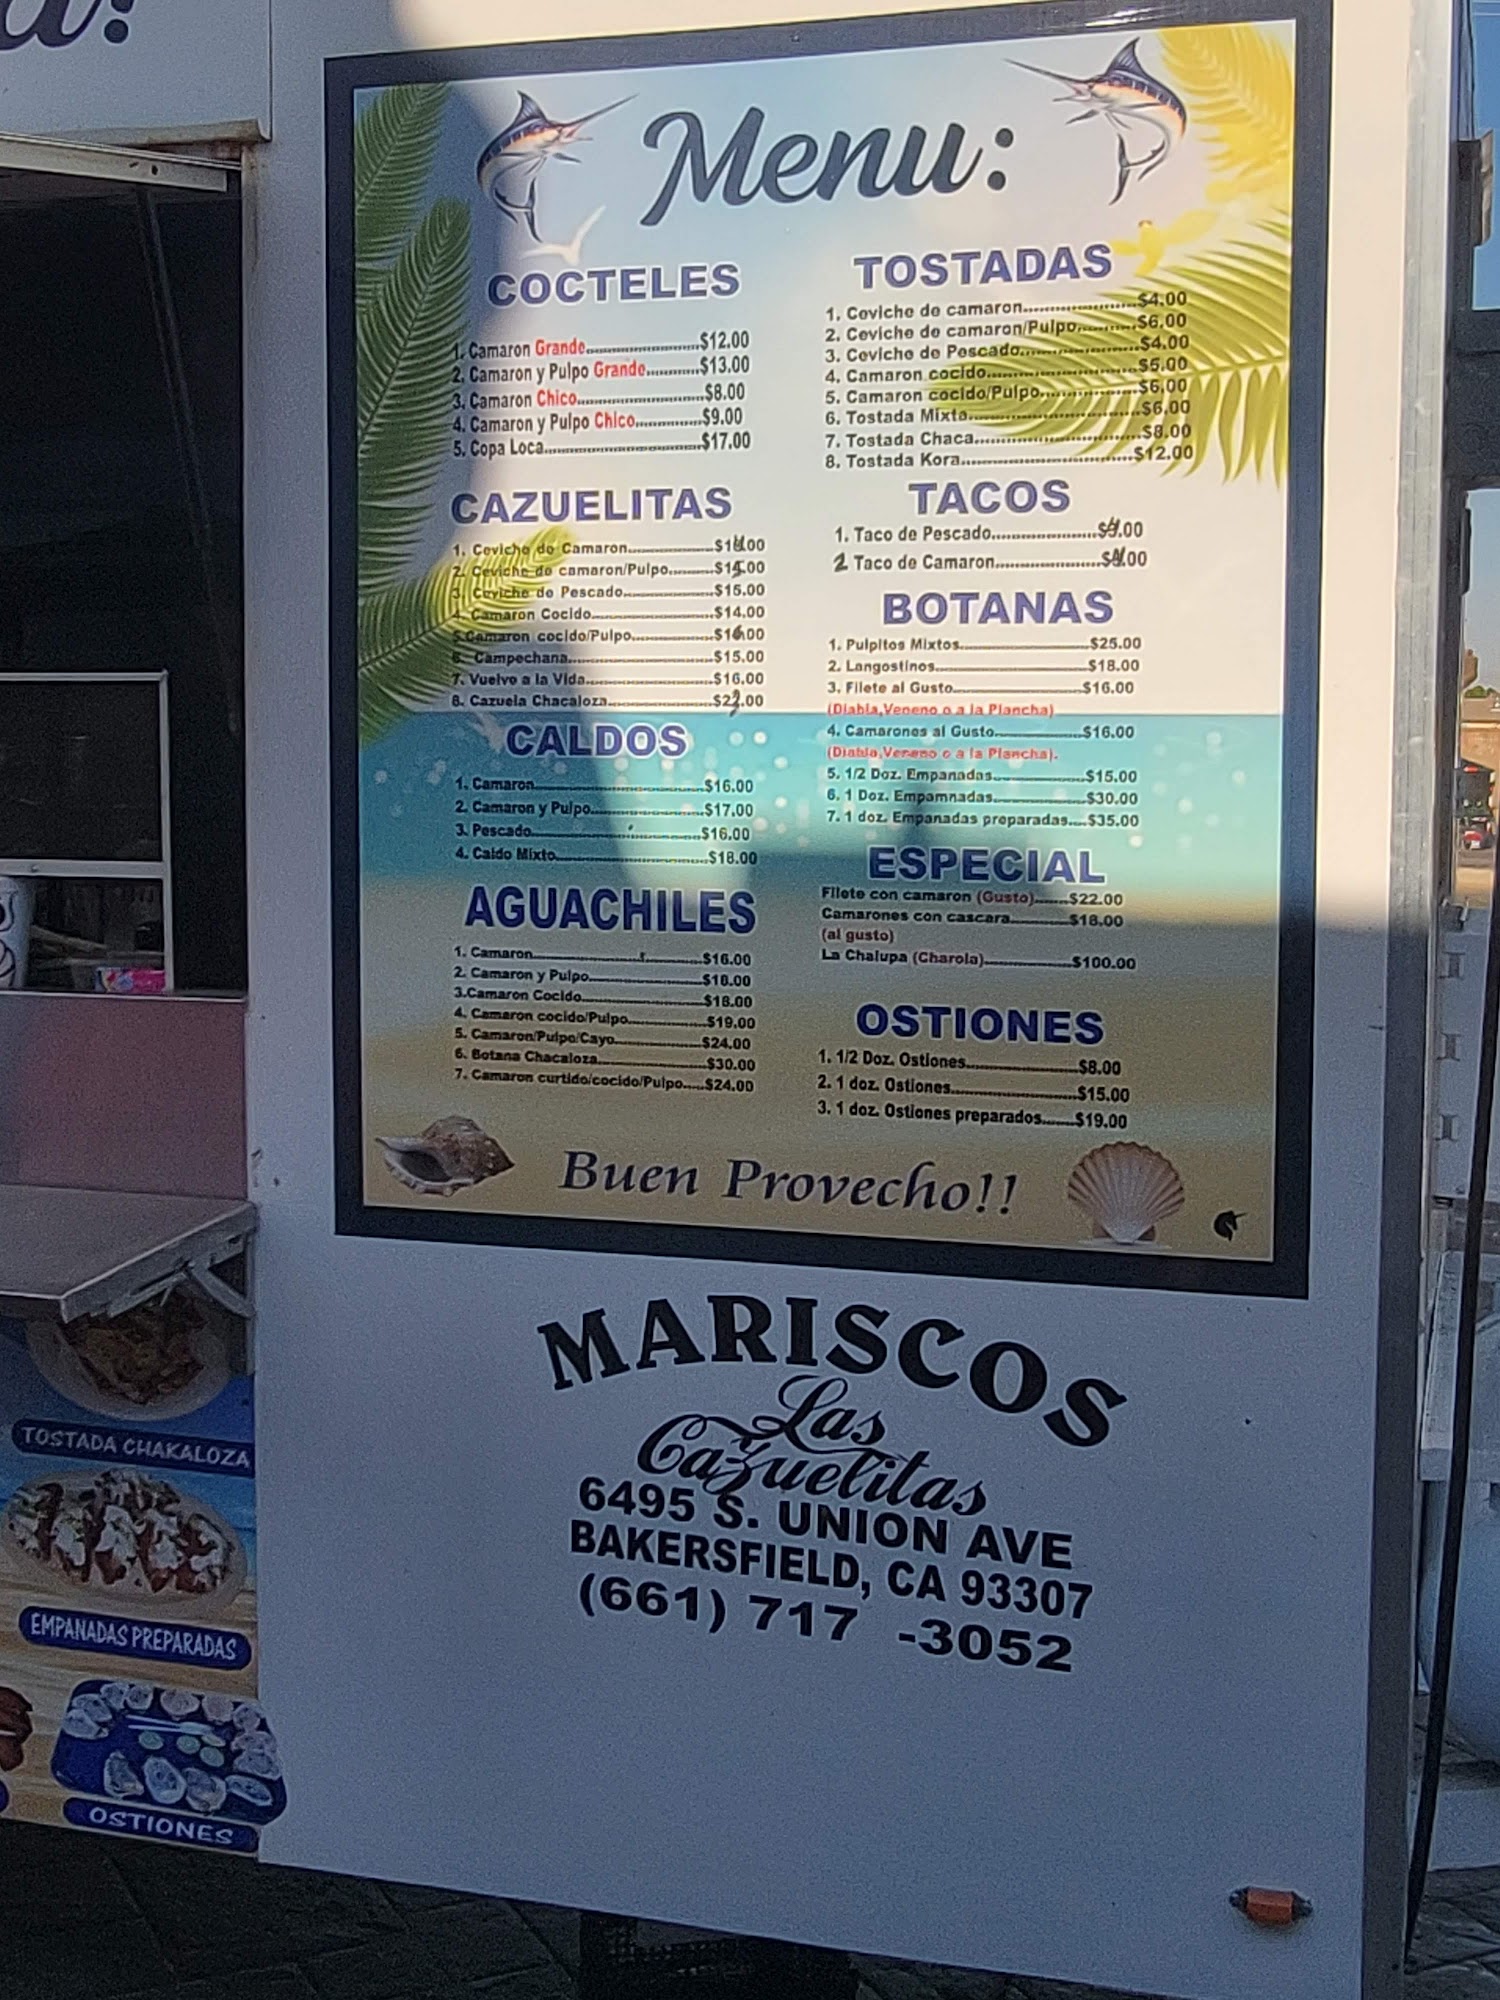 a:
Menu:
COCTELES
1. Camaron Grande.....$12.00
2. Camaron y Pulpo Grande.....$13.00
3. Camaron Chico.....$8.00
4. Camaron y Pulpo Chico.....$9.00
5. Copa Loca.....$17.00
CAZUELITAS
1. Ceviche de Camaron.....$14.00
2. Ceviche de camaron/Pulpo.....$15.00
3. Ceviche de Pescado.....$15.00
4. Camaron Cocido.....$14.00
5.Camaron cocido/Pulpo.....$16.00
6. Campechana.....$15.00
7. Vuelve a la Vida.....$16.00
8. Cazuela Chacaloza.....
CALDOS
1. Camaron.....$16.00
2. Camaron y Pulpo.....$17.00
3. Pescado.....$16.00
4. Caldo Mixto.....$18.00
AGUACHILES
1. Camaron.....$16.00
2. Camaron y Pulpo.....$18.00
3.Camaron Cocido.....$18.00
4. Camaron cocido/Pulpo.....$19.00
5. Camaron/Pulpo/Cayo.....$24.00
6. Botana Chacaloza.....$30.00
7. Camaron curtido/cocido/Pulpo.....$24.00
TOSTADAS
1. Ceviche de camaron.....$4.00
2. Ceviche de camaron/Pulpo.....$6.00
3. Ceviche de Pescado.....$4.00
4. Camaron cocido.....$5.00
5. Camaron cocido/Pulpo.....$6.00
6. Tostada Mixta.....$6.00
7. Tostada Chaca.....$8.00
8. Tostada Kora.....$12.00
TACOS
1. Taco de Pescado.....$4.00
2 Taco de Camaron.....$4.00
BOTANAS
1. Pulpitos Mixtos.....$25.00
2. Langostinos.....$18.00
3. Filete al Gusto.....$16.00
(Diabla,Veneno o a la Plancha)
4. Camarones al Gusto.....$16.00
(Diabla,Veneno o a la Plancha).
5. 1/2 Doz. Empanadas.....$15.00
6. 1 Doz. Empamnadas.....$30.00
7. 1 doz. Empanadas preparadas....$35.00
ESPECIAL
Filete con camaron (Gusto).....$22.00
Camarones con cascara.....$18.00
(al gusto)
La Chalupa (Charola).....$100.00
OSTIONES
1. 1/2 Doz. Ostiones.....$8.00
2. 1 doz. Ostiones.....$15.00
3. 1 doz. Ostiones preparados.....$19.00
Buen Provecho!!
MARISCOS
Las
Cazuelitas
6495 S. UNION AVE
BAKERSFIELD, CA 93307
(661) 717 -3052
TOSTADA CHAKALOZA
EMPANADAS PREPARADAS
OSTIONES